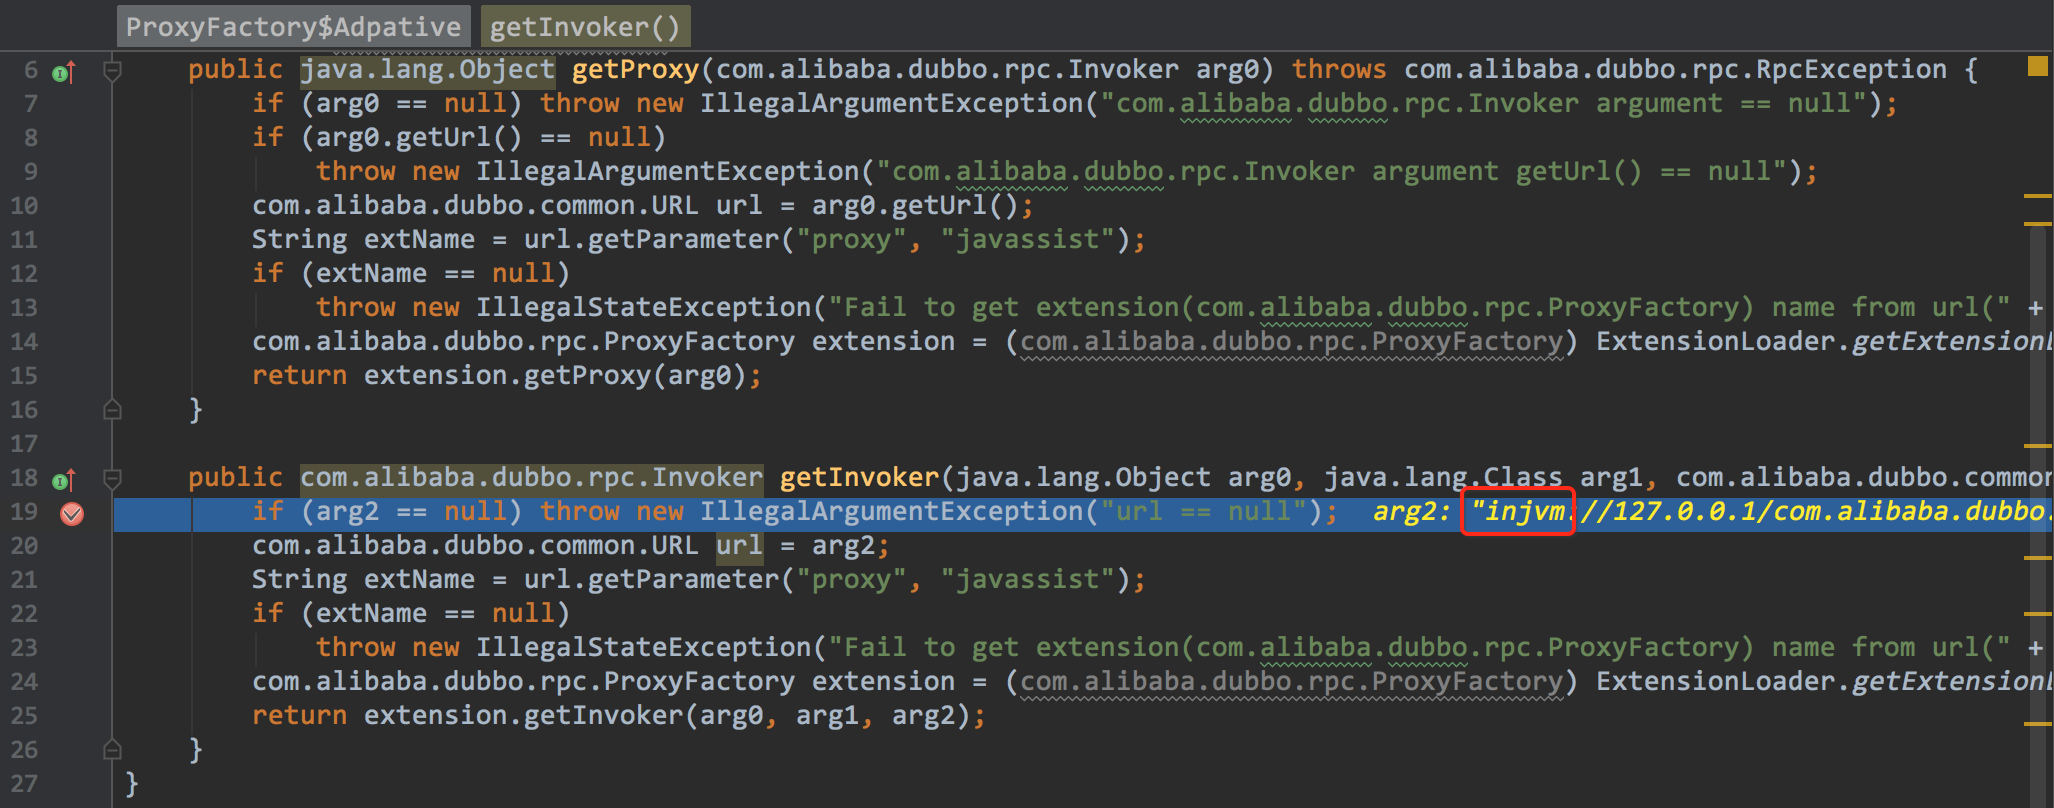 ProxyFactory$Adpative getInvoker()
6 public java.lang.Object getProxy(com.alibaba.dubbo.rpc.Invoker arg0) throws com.alibaba.dubbo.rpc.RpcException {
7 if (arg0 == null) throw new IllegalArgumentException("com.alibaba.dubbo.rpc.Invoker argument == null");
8 if (arg0.getUrl() == null)
9 throw new IllegalArgumentException("com.alibaba.dubbo.rpc.Invoker argument getUrl() == null");
10 com.alibaba.dubbo.common.URL url = arg0.getUrl();
11 String extName = url.getParameter("proxy", "javassist");
12 if (extName == null)
13 throw new IllegalStateException("Fail to get extension(com.alibaba.dubbo.rpc.ProxyFactory) name from url(" +
14 com.alibaba.dubbo.rpc.ProxyFactory extension = (com.alibaba.dubbo.rpc.ProxyFactory) ExtensionLoader.getExtensionL
15 return extension.getProxy(arg0);
16 }
17
18 public com.alibaba.dubbo.rpc.Invoker getInvoker(java.lang.Object arg0, java.lang.Class arg1, com.alibaba.dubbo.common
19 if (arg2 == null) throw new IllegalArgumentException("url == null"); arg2: "injvm://127.0.0.1/com.alibaba.dubbo.
20 com.alibaba.dubbo.common.URL url = arg2;
21 String extName = url.getParameter("proxy", "javassist");
22 if (extName == null)
23 throw new IllegalStateException("Fail to get extension(com.alibaba.dubbo.rpc.ProxyFactory) name from url(" +
24 com.alibaba.dubbo.rpc.ProxyFactory extension = (com.alibaba.dubbo.rpc.ProxyFactory) ExtensionLoader.getExtensionL
25 return extension.getInvoker(arg0, arg1, arg2);
26 }
27 }